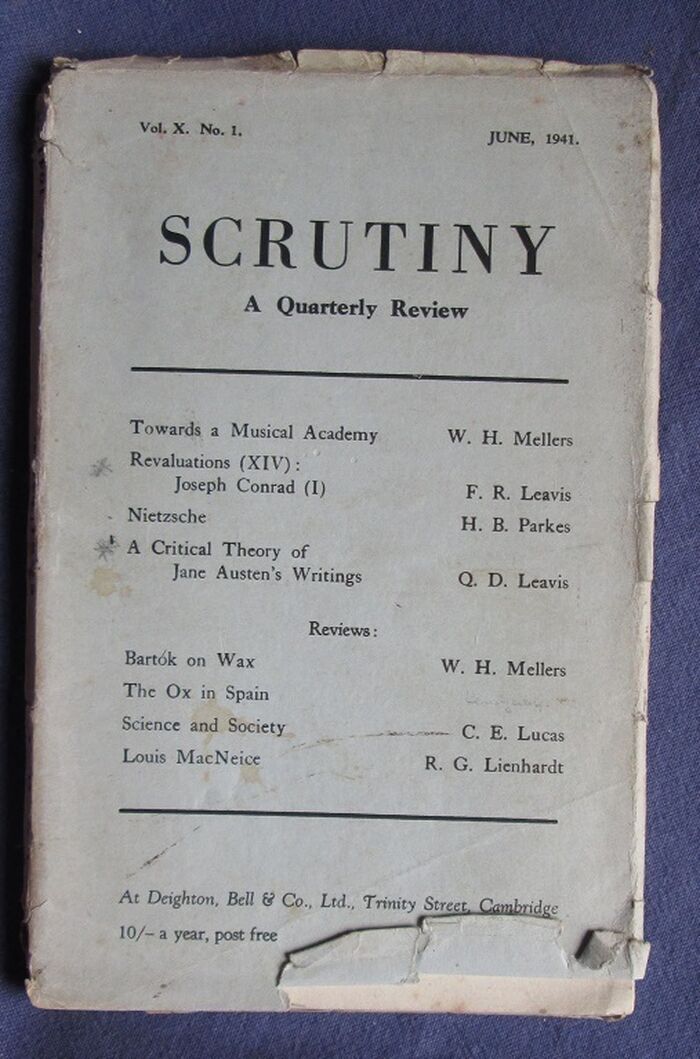 Vol. X. No. 1. JUNE, 1941.
SCRUTINY
A Quarterly Review
Towards a Musical Academy W. H. Mellers
Revaluations (XIV):
Joseph Conrad (I) F. R. Leavis
Nietzsche H. B. Parkes
A Critical Theory of
Jane Austen's Writings Q. D. Leavis
Reviews:
Bartók on Wax W. H. Mellers
The Ox in Spain
Science and Society C. E. Lucas
Louis MacNeice R. G. Lienhardt
At Deighton, Bell & Co., Ltd., Trinity Street, Cambridge
10/- a year, post free